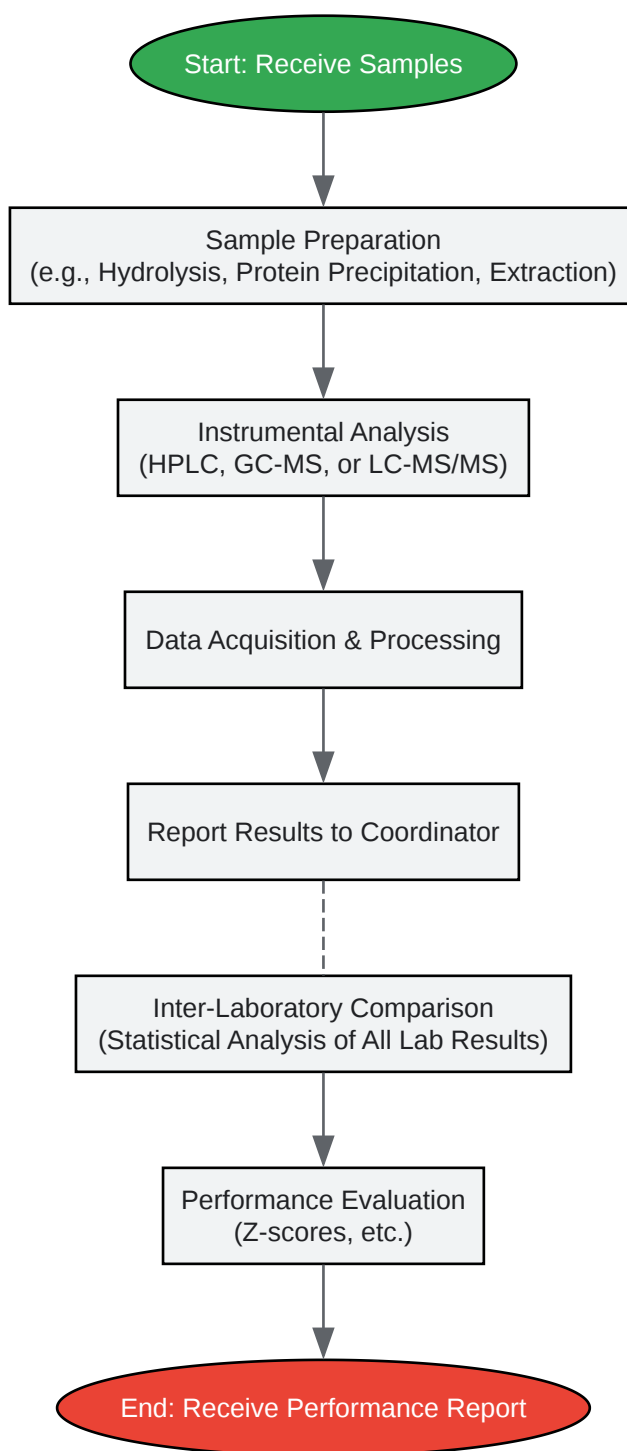 Start: Receive Samples
Sample Preparation
(e.g., Hydrolysis, Protein Precipitation, Extraction)
Instrumental Analysis
(HPLC, GC-MS, or LC-MS/MS)
Data Acquisition & Processing
Report Results to Coordinator
Inter-Laboratory Comparison
(Statistical Analysis of All Lab Results)
Performance Evaluation
(Z-scores, etc.)
End: Receive Performance Report